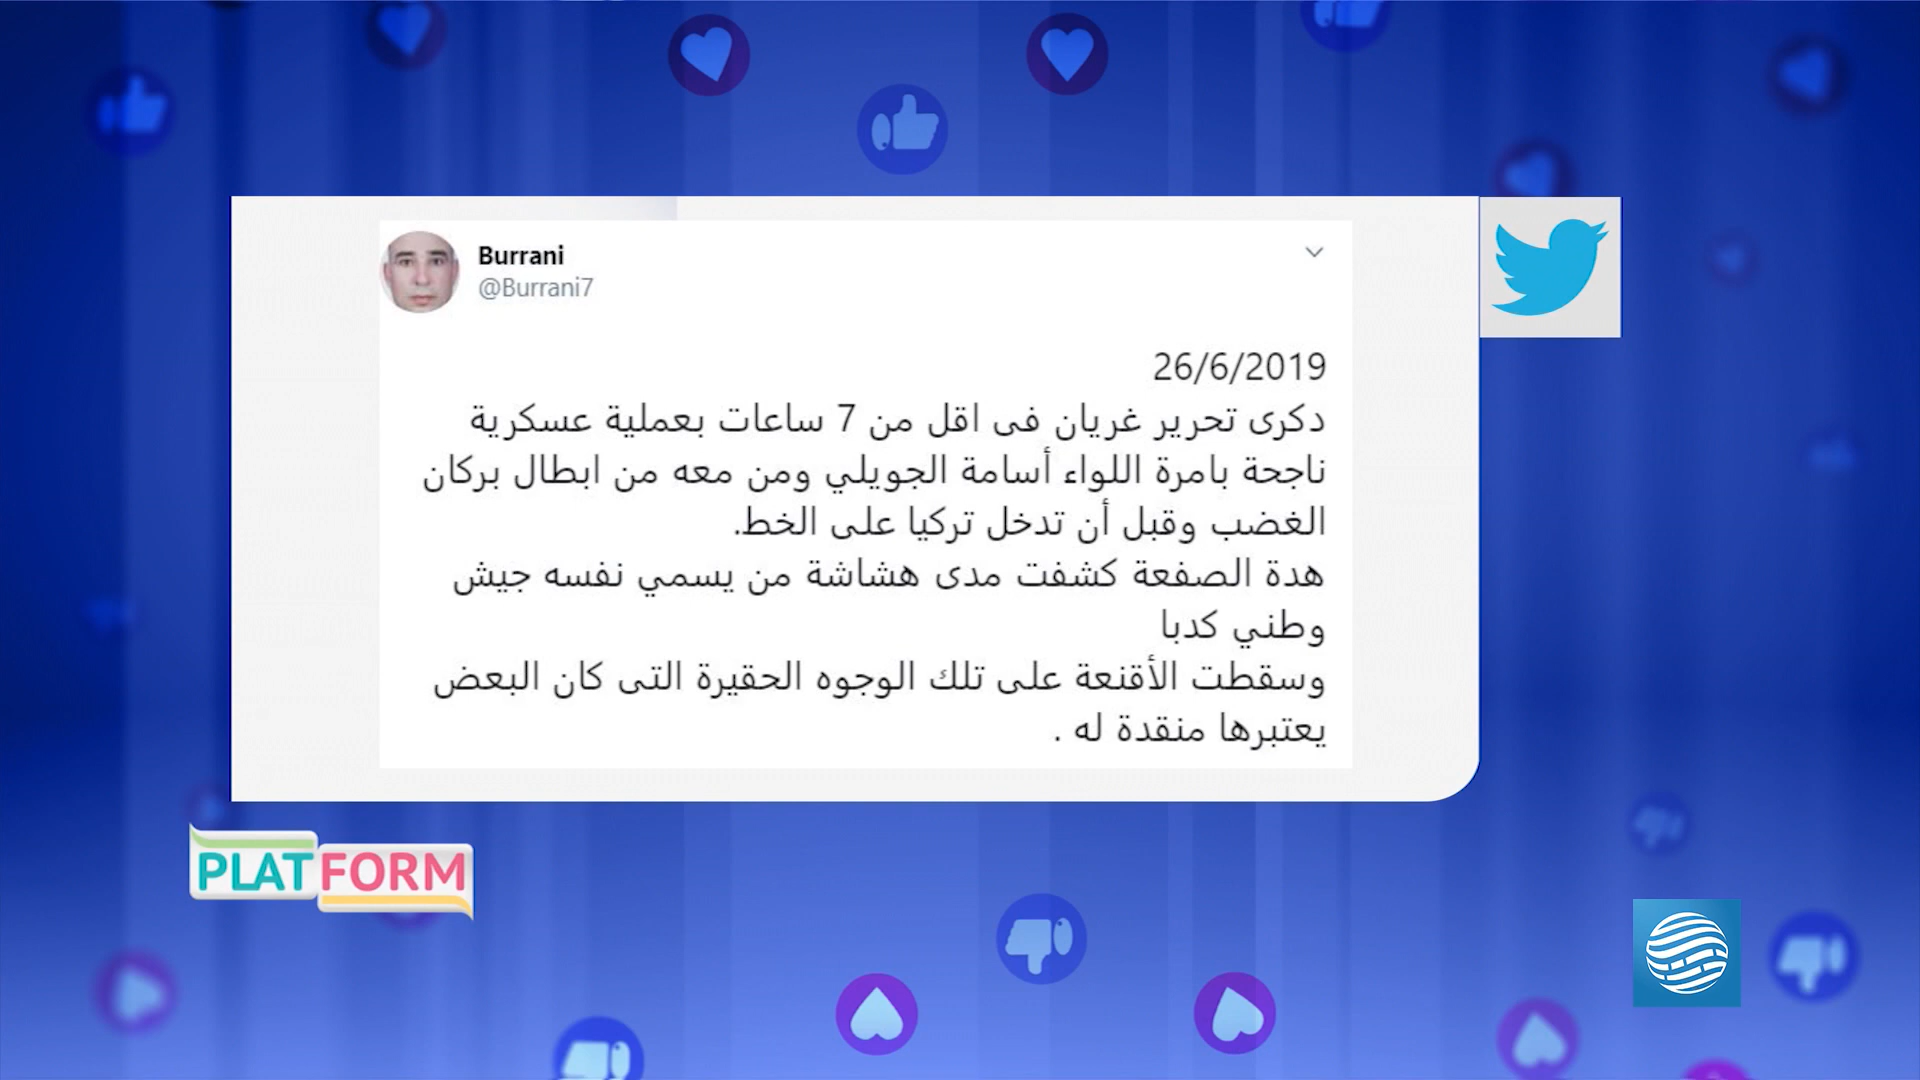 Burrani
@Burrani7
26/6/2019
دكرى تحرير غريان فى اقل من 7 ساعات بعملية عسكرية
ناجحة بامرة اللواء أسامة الجويلي ومن معه من ابطال بركان
الغضب وقبل أن تدخل تركيا على الخط.
هدة الصفعة كشفت مدى هشاشة من يسمي نفسه جيش
وطني كدبا
وسقطت الأقنعة على تلك الوجوه الحقيرة التى كان البعض
يعتبرها منقدة له .
PLATFORM